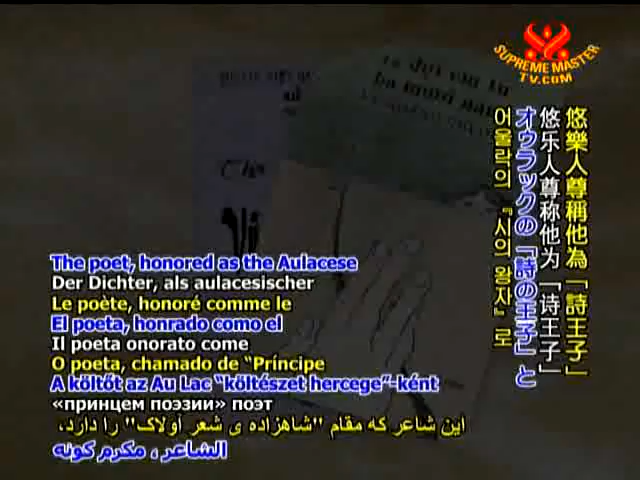 SUPREME MASTER
TV.COM
悠樂人尊稱他為「詩王子」
悠乐人尊称他为「诗王子」
オゥラックの『詩の王子』と
어울락의 『시의 왕자』로
The poet, honored as the Aulacese
Der Dichter, als aulacesischer
Le poète, honoré comme le
El poeta, honrado como el
Il poeta onorato come
O poeta, chamado de “Príncipe
A költőt az Au Lac “költészet hercege”-ként
«принцем поэзии» поэт
این شاعر که مقام "شاهزاده ی شعر اولاک" را دارد،
الشاعر ، مكرم كونه